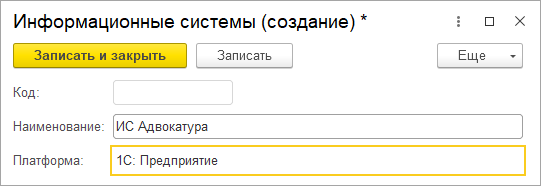 Информационные системы (создание) *
Записать и закрыть Записать Еще
Код:
Наименование: ИС Адвокатура
Платформа: 1С: Предприятие